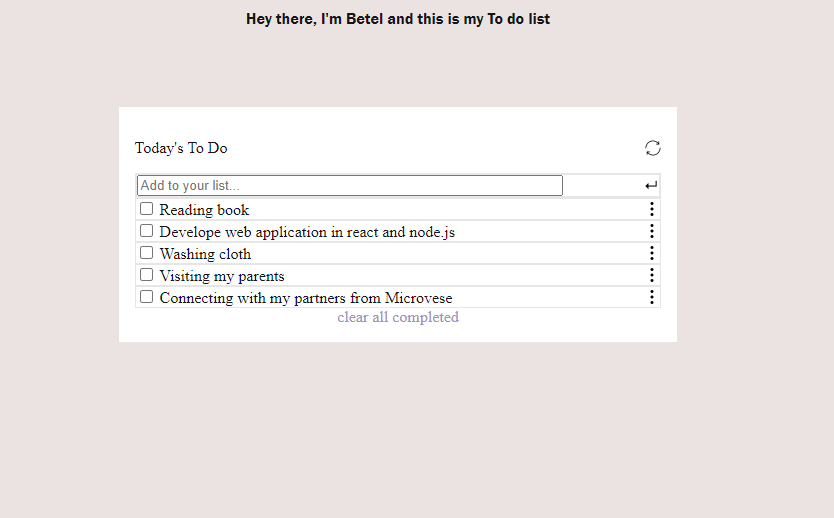 Hey there, I'm Betel and this is my To do list
Today's To Do
Add to your list...
Reading book
Develope web application in react and node.js
Washing cloth
Visiting my parents
Connecting with my partners from Microvese
clear all completed